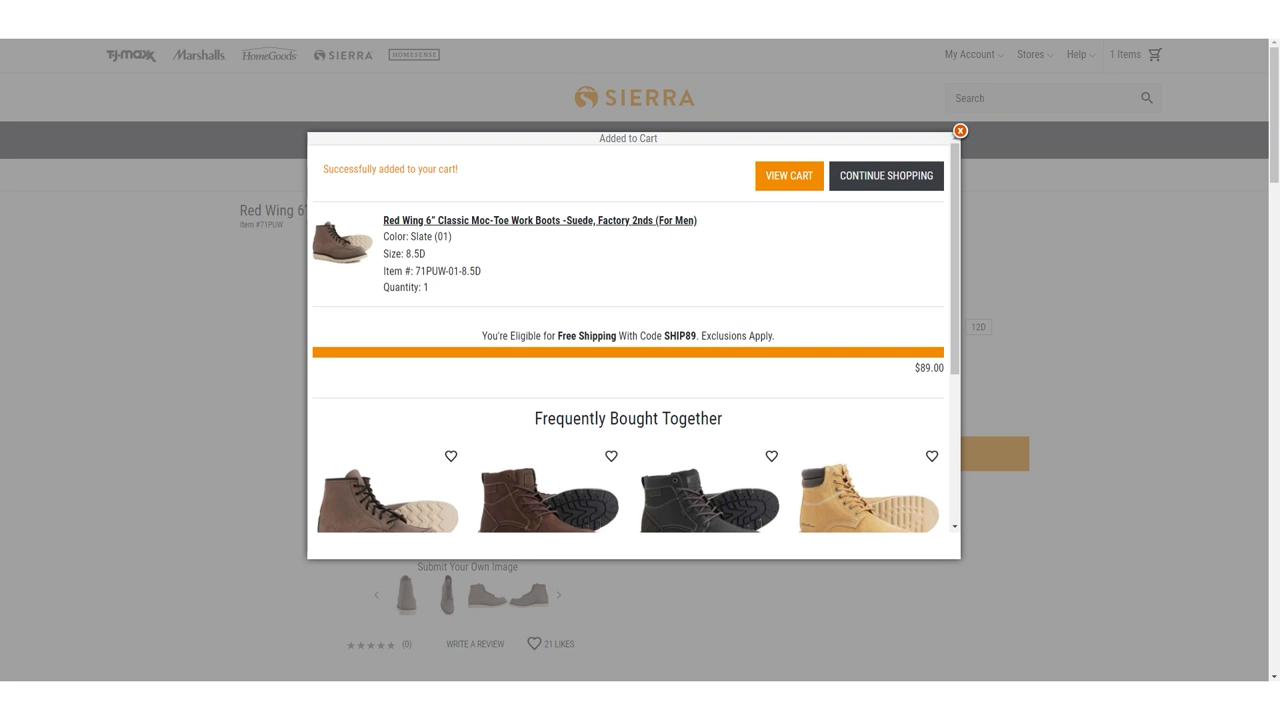 T.J.maxx Marshalls HomeGoods SIERRA HOMESENSE
My Account Stores Help 1 Items
SIERRA
Search
Added to Cart
x
Successfully added to your cart!
VIEW CART
CONTINUE SHOPPING
Red Wing 6”
Item #71PUW
Red Wing 6” Classic Moc-Toe Work Boots -Suede, Factory 2nds (For Men)
Color: Slate (01)
Size: 8.5D
Item #: 71PUW-01-8.5D
Quantity: 1
12D
You're Eligible for Free Shipping With Code SHIP89. Exclusions Apply.
$89.00
Frequently Bought Together
Submit Your Own Image
(0)
WRITE A REVIEW
21 LIKES